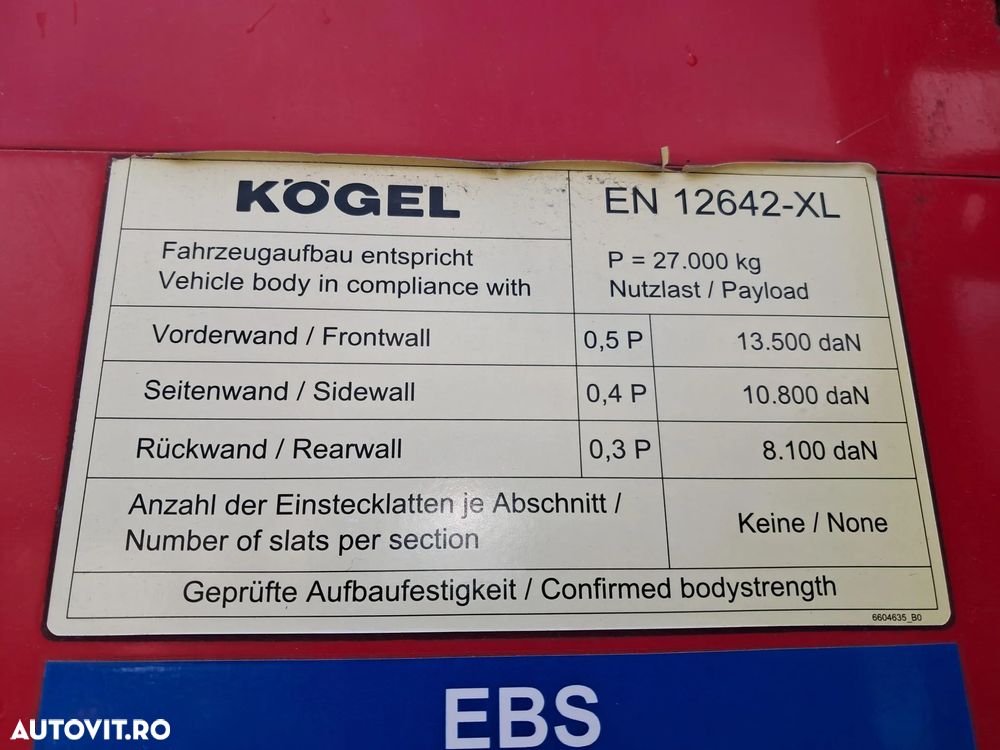 KÖGEL
EN 12642-XL
Fahrzeugaufbau entspricht
Vehicle body in compliance with
P = 27.000 kg
Nutzlast / Payload
Vorderwand / Frontwall 0,5 P 13.500 daN
Seitenwand / Sidewall 0,4 P 10.800 daN
Rückwand / Rearwall 0,3 P 8.100 daN
Anzahl der Einstecklatten je Abschnitt /
Number of slats per section
Keine / None
Geprüfte Aufbaufestigkeit / Confirmed bodystrength
6604635_B0
EBS
AUTOVIT.RO